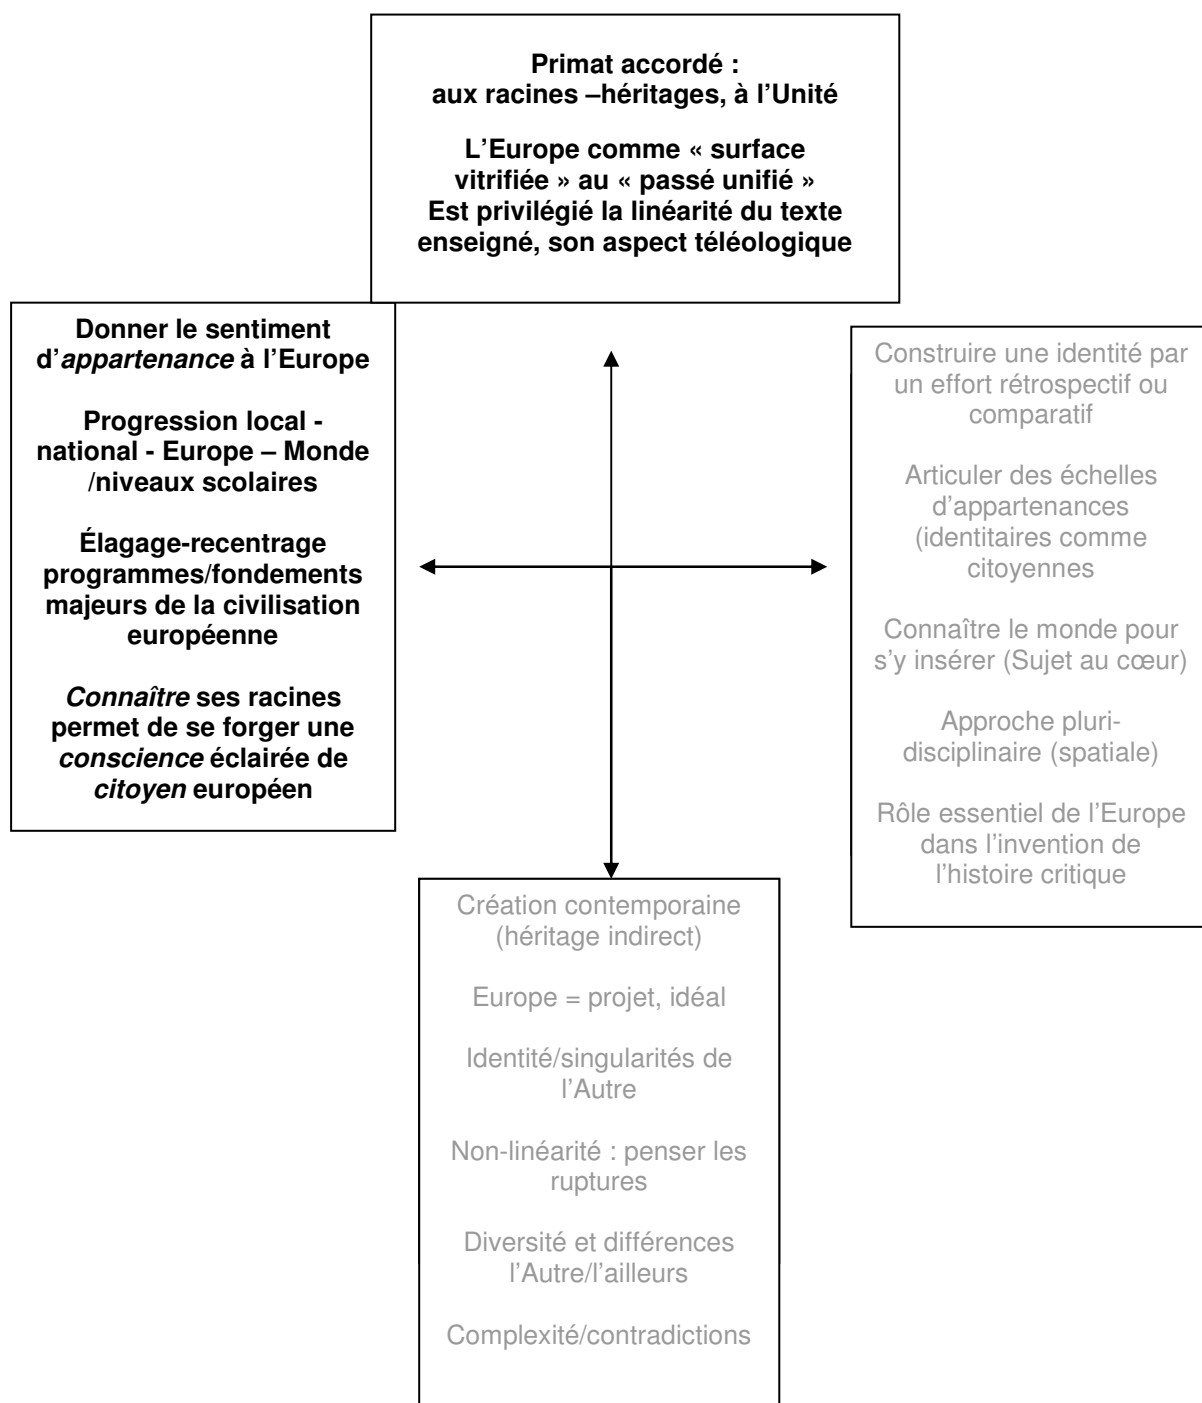 Primat accordé :
aux racines –héritages, à l’Unité
L’Europe comme « surface
vitrifiée » au « passé unifié »
Est privilégié la linéarité du texte
enseigné, son aspect téléologique
Donner le sentiment
d’appartenance à l’Europe
Progression local -
national - Europe – Monde
/niveaux scolaires
Élagage-recentrage
programmes/fondements
majeurs de la civilisation
européenne
Connaître ses racines
permet de se forger une
conscience éclairée de
citoyen européen
Construire une identité par
un effort rétrospectif ou
comparatif
Articuler des échelles
d’appartenances
(identitaires comme
citoyennes
Connaître le monde pour
s’y insérer (Sujet au cœur)
Approche pluri-
disciplinaire (spatiale)
Rôle essentiel de l’Europe
dans l’invention de
l’histoire critique
Création contemporaine
(héritage indirect)
Europe = projet, idéal
Identité/singularités de
l’Autre
Non-linéarité : penser les
ruptures
Diversité et différences
l’Autre/l’ailleurs
Complexité/contradictions